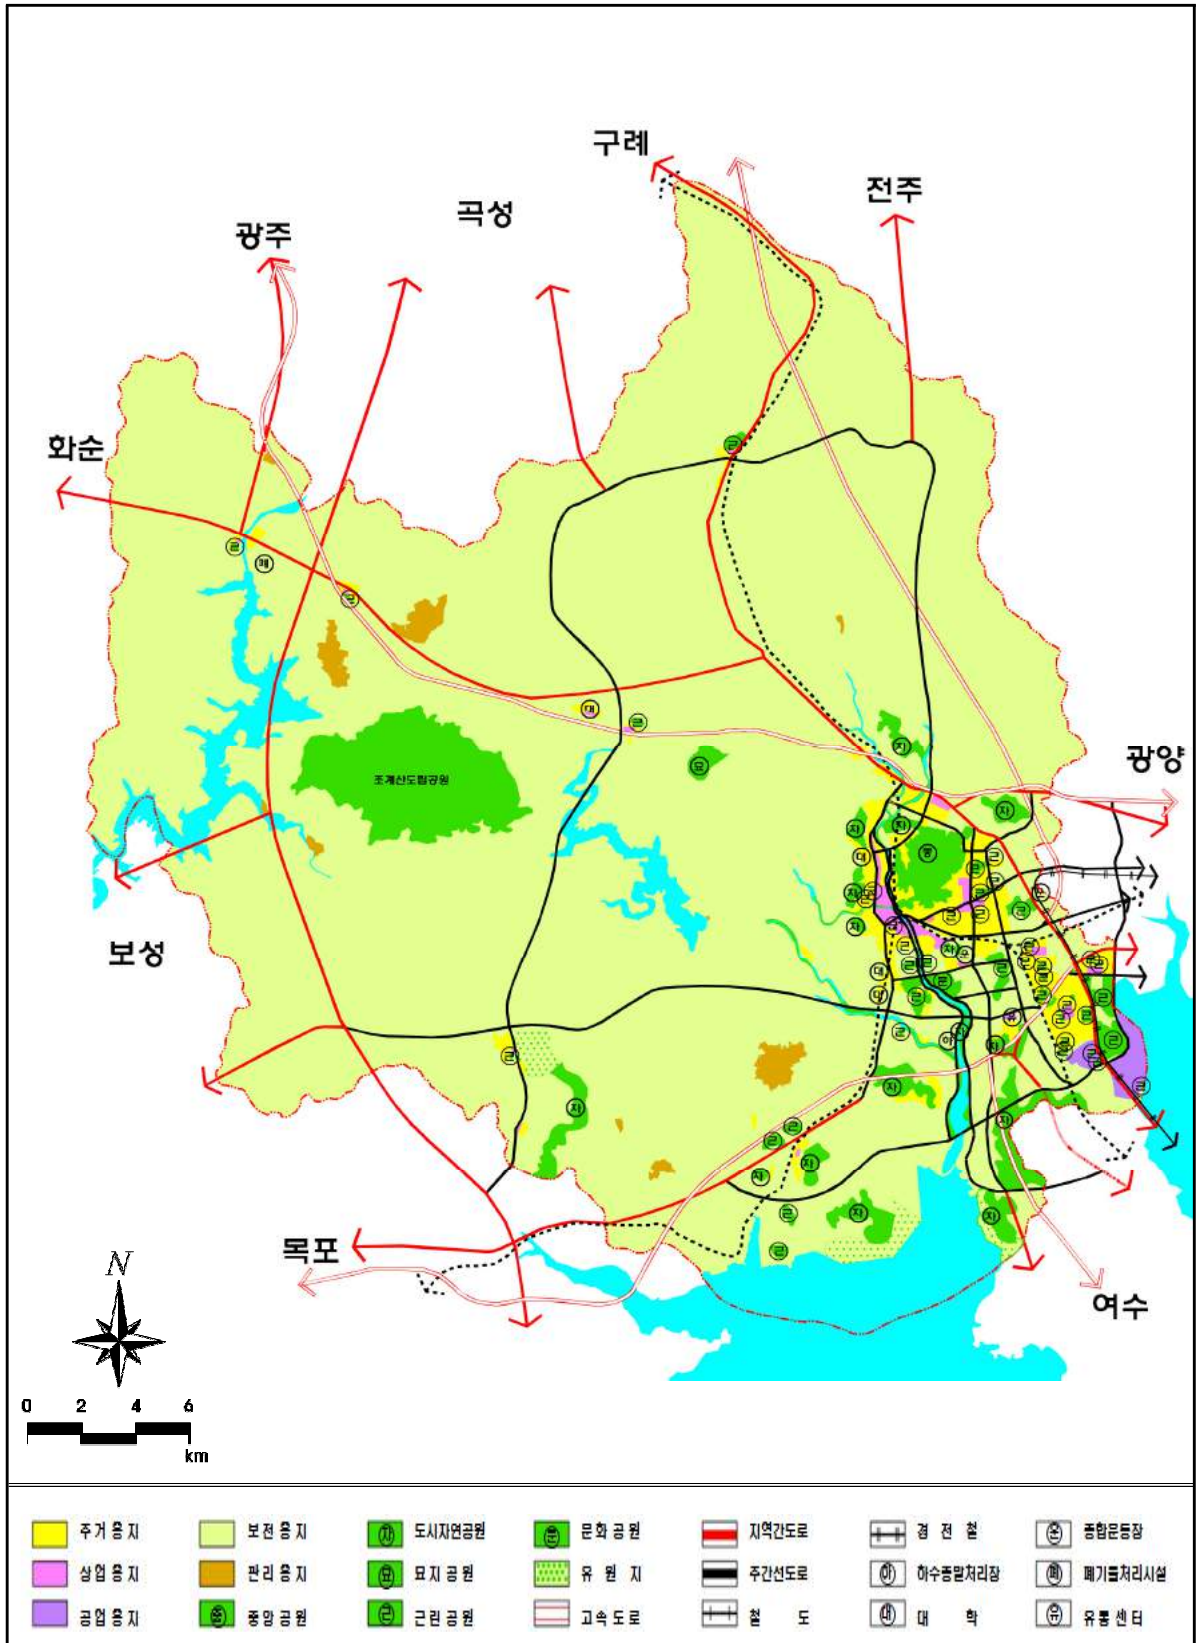 구례
전주
곡성
광주
화순
광양
조계산도립공원
보성
목포
여수
N
0 2 4 6
km
주거용지 보전용지 도시자연공원 문화공원 지역간도로 경전철 종합운동장
상업용지 관리용지 묘지공원 유원지 주간선도로 하수종말처리장 폐기물처리시설
공업용지 중앙공원 근린공원 고속도로 철도 대학 유통센터